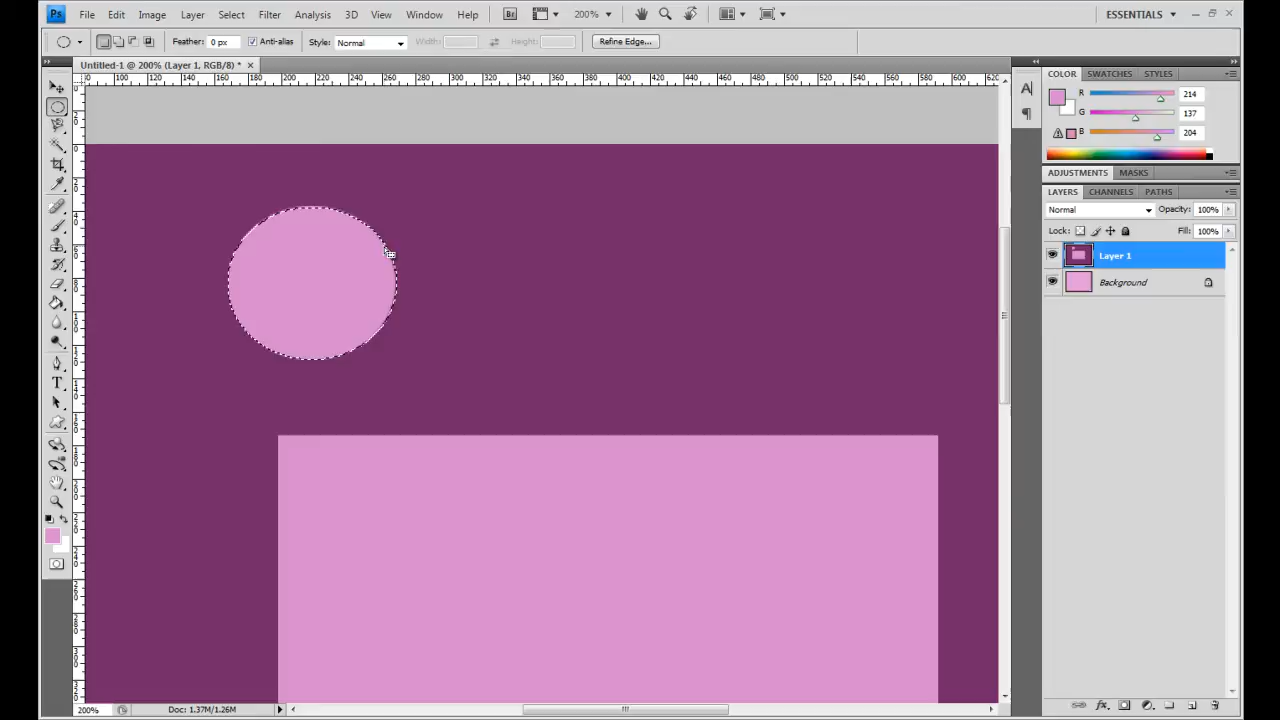 Ps File Edit Image Layer Select Filter Analysis 3D View Window Help Br 200% ESSENTIALS
Feather: 0 px Anti-alias Style: Normal Width: Height: Refine Edge...
Untitled-1 @ 200% (Layer 1, RGB/8) *
COLOR SWATCHES STYLES
R 214
G 137
B 204
ADJUSTMENTS MASKS
LAYERS CHANNELS PATHS
Normal Opacity: 100%
Lock: Fill: 100%
Layer 1
Background
200% Doc: 1.37M/1.26M